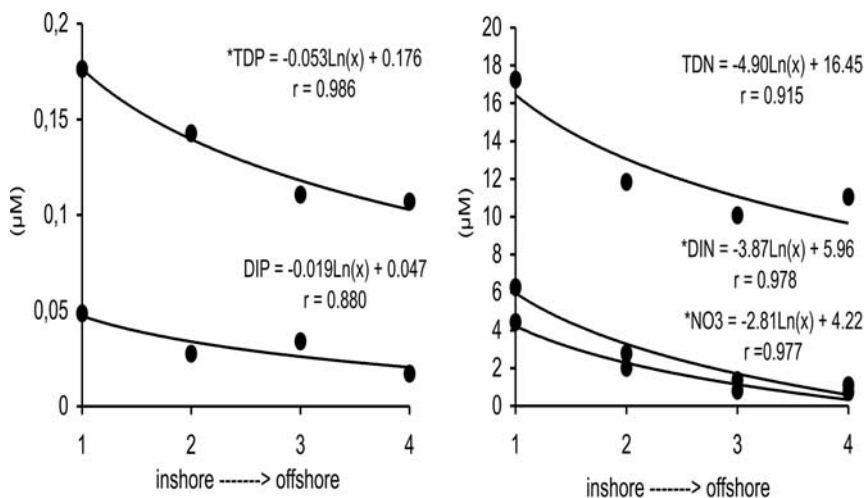 0,2
0,15
0,1
0,05
0
(µM)
*TDP = -0.053Ln(x) + 0.176
r = 0.986
DIP = -0.019Ln(x) + 0.047
r = 0.880
1 2 3 4
inshore ------> offshore
20
18
16
14
12
10
8
6
4
2
0
(µM)
TDN = -4.90Ln(x) + 16.45
r = 0.915
*DIN = -3.87Ln(x) + 5.96
r = 0.978
*NO3 = -2.81Ln(x) + 4.22
r =0.977
1 2 3 4
inshore -------> offshore